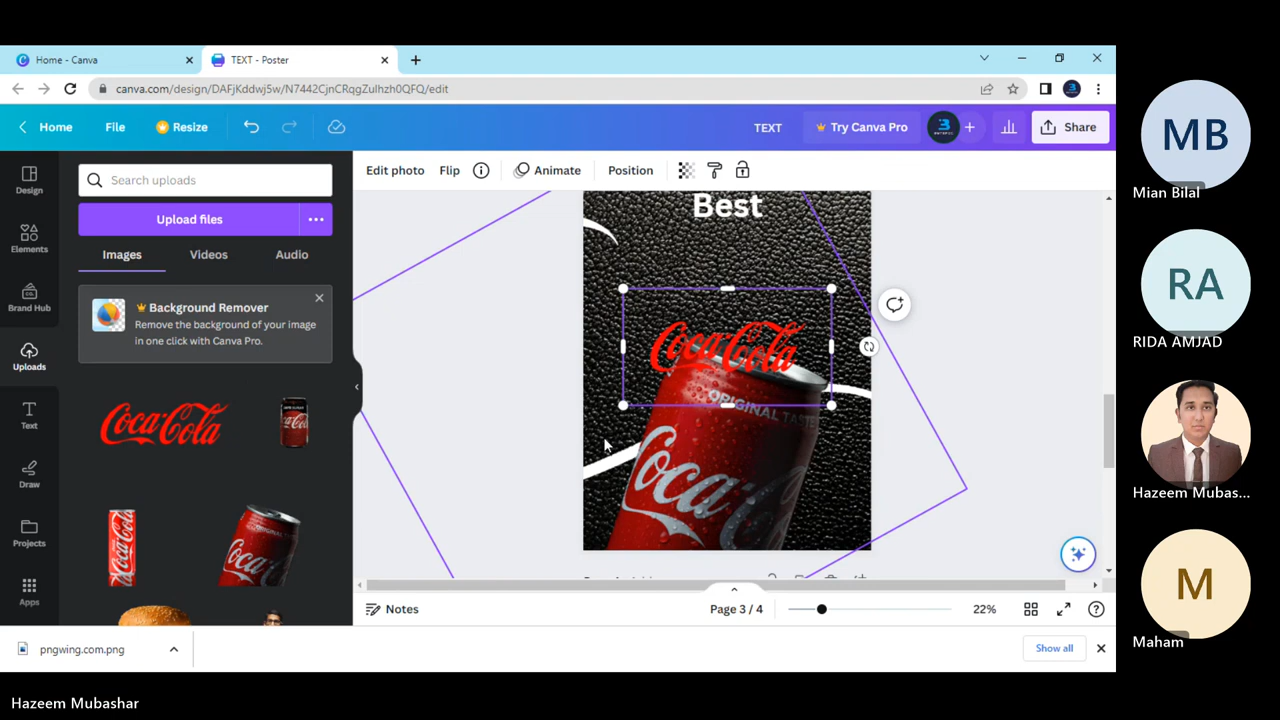 Home - Canva
TEXT - Poster
canva.com/design/DAFjKddwj5w/N7442CjnCRqgZulhzh0QFQ/edit
Home
File
Resize
TEXT
Try Canva Pro
Share
Design
Elements
Brand Hub
Uploads
Text
Draw
Projects
Apps
Search uploads
Upload files
Images
Videos
Audio
Background Remover
Remove the background of your image
in one click with Canva Pro.
Coca-Cola
Edit photo
Flip
Animate
Position
Best
Coca-Cola
ORIGINAL TASTE
Coca-
Notes
Page 3 / 4
22%
pngwing.com.png
Show all
MB
Mian Bilal
RA
RIDA AMJAD
Hazeem Mubas...
M
Maham
Hazeem Mubashar